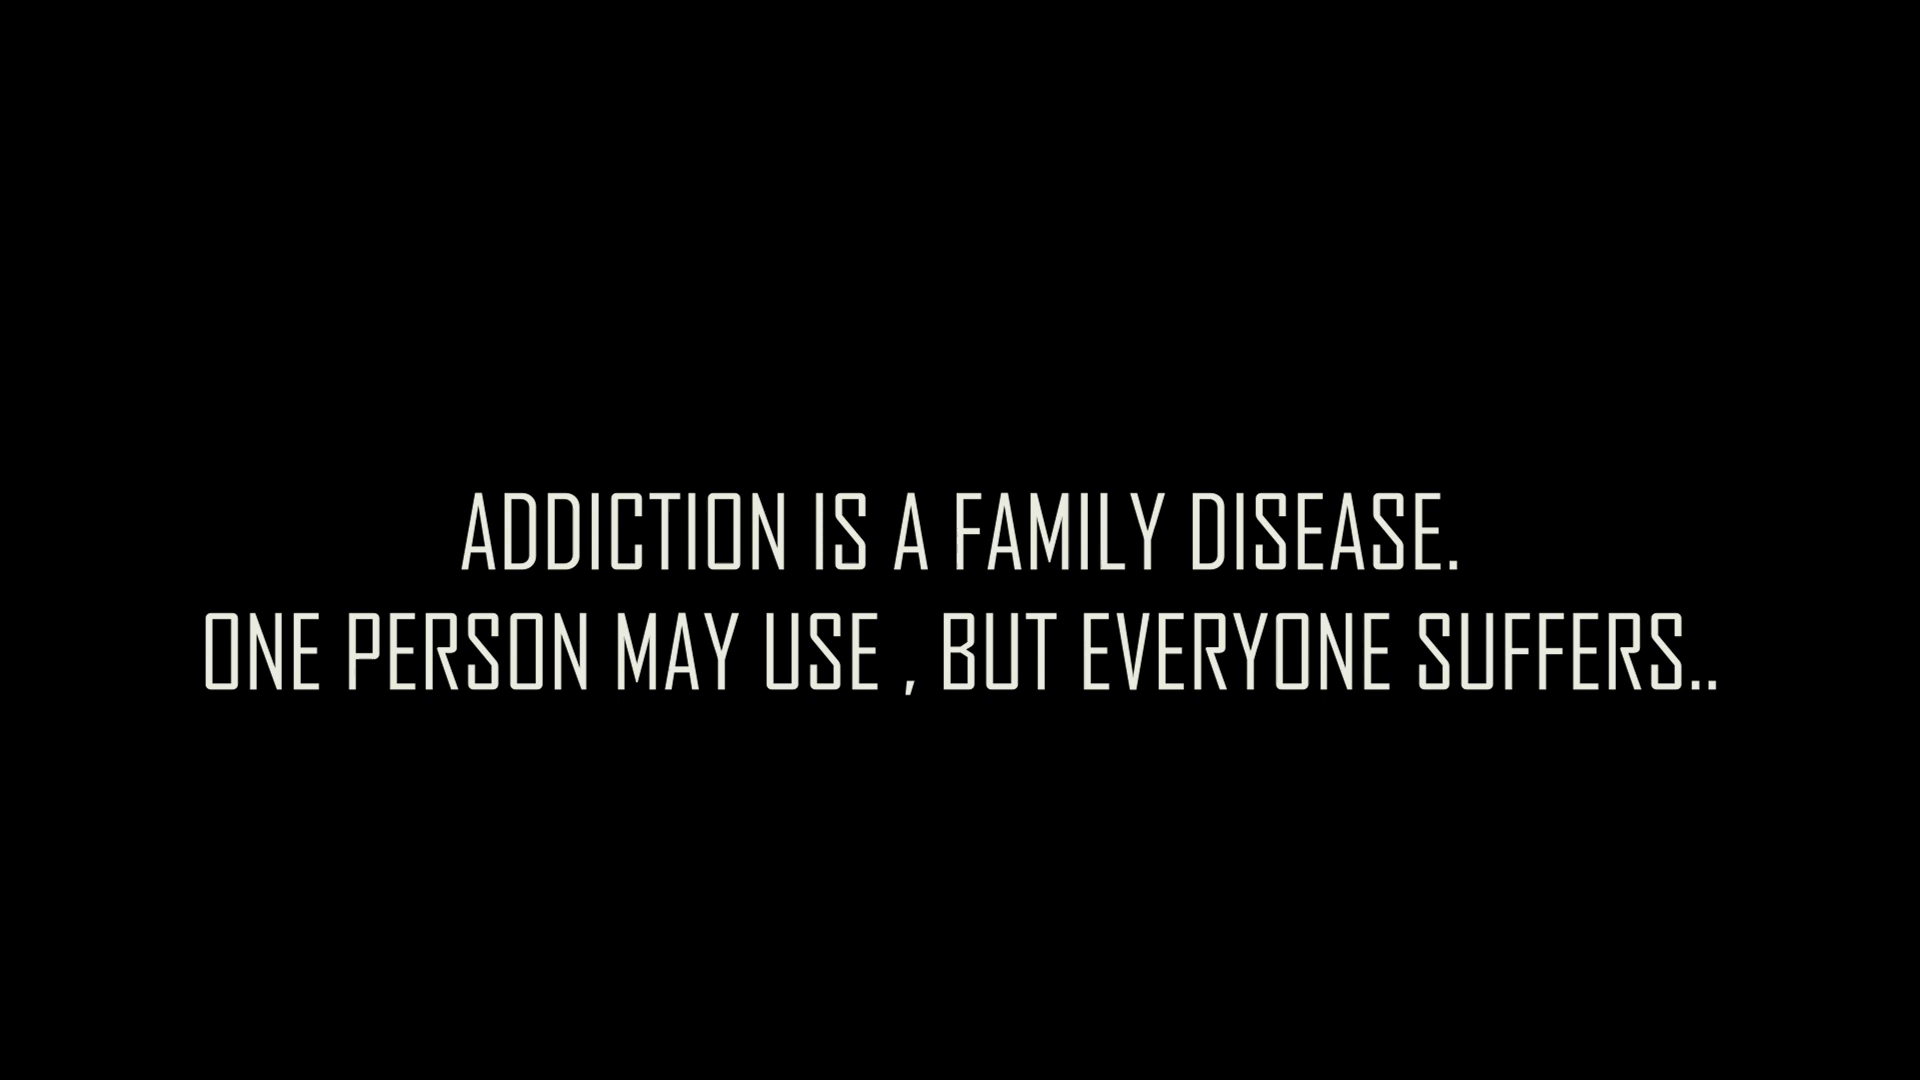 ADDICTION IS A FAMILY DISEASE.
ONE PERSON MAY USE , BUT EVERYONE SUFFERS..